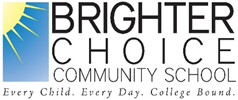 BRIGHTER
CHOICE
COMMUNITY SCHOOL
Every Child. Every Day. College Bound.